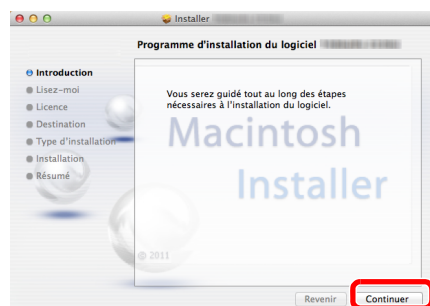 Installer
Programme d'installation du logiciel
Introduction
Lisez-moi
Licence
Destination
Type d'installation
Installation
Résumé
Vous serez guidé tout au long des étapes
nécessaires à l'installation du logiciel.
Macintosh
Installer
© 2011
Revenir
Continuer